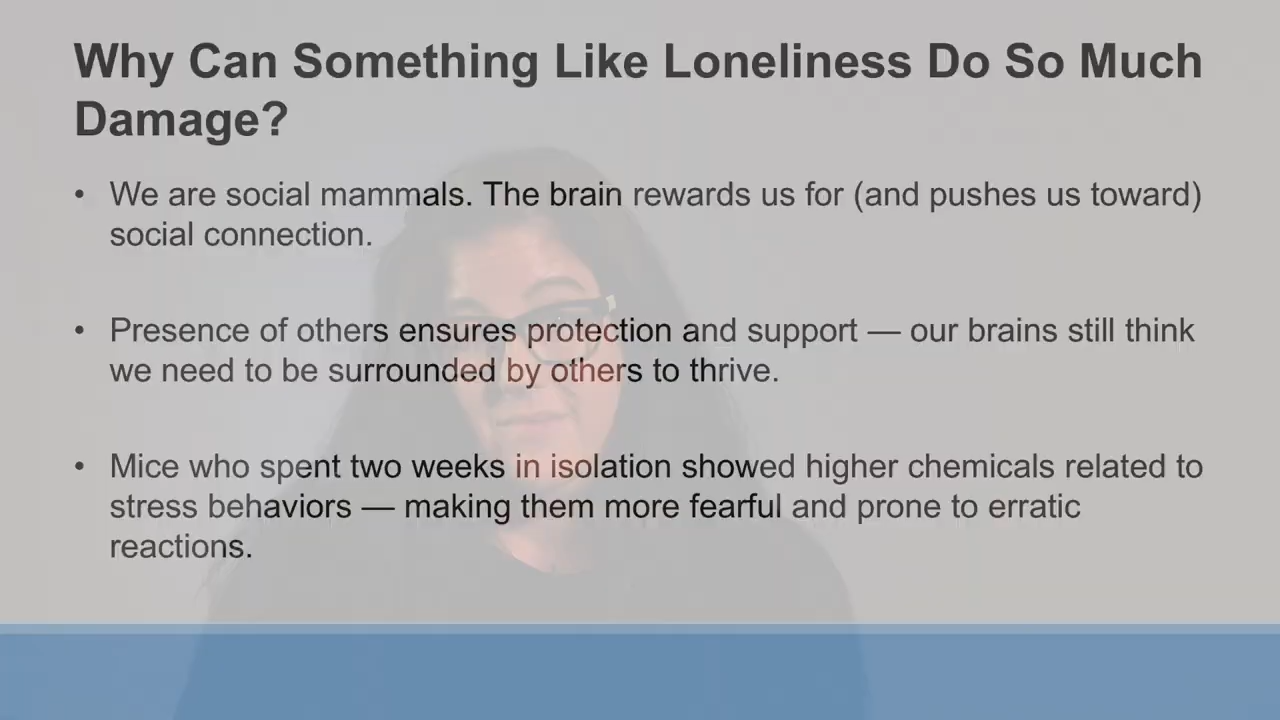 Why Can Something Like Loneliness Do So Much
Damage?
• We are social mammals. The brain rewards us for (and pushes us toward)
social connection.
• Presence of others ensures protection and support — our brains still think
we need to be surrounded by others to thrive.
• Mice who spent two weeks in isolation showed higher chemicals related to
stress behaviors — making them more fearful and prone to erratic
reactions.